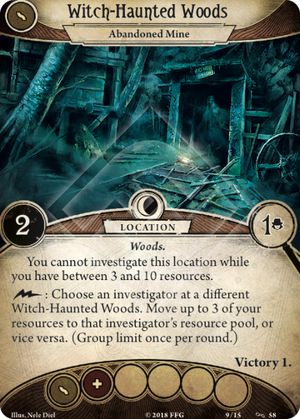 Witch-Haunted Woods
Abandoned Mine
2
1
LOCATION
Woods.
You cannot investigate this location while
you have between 3 and 10 resources.
: Choose an investigator at a different
Witch-Haunted Woods. Move up to 3 of your
resources to that investigator's resource pool, or
vice versa. (Group limit once per round.)
Victory 1.
Illus. Nele Diel
© 2018 FFG
9/15
58